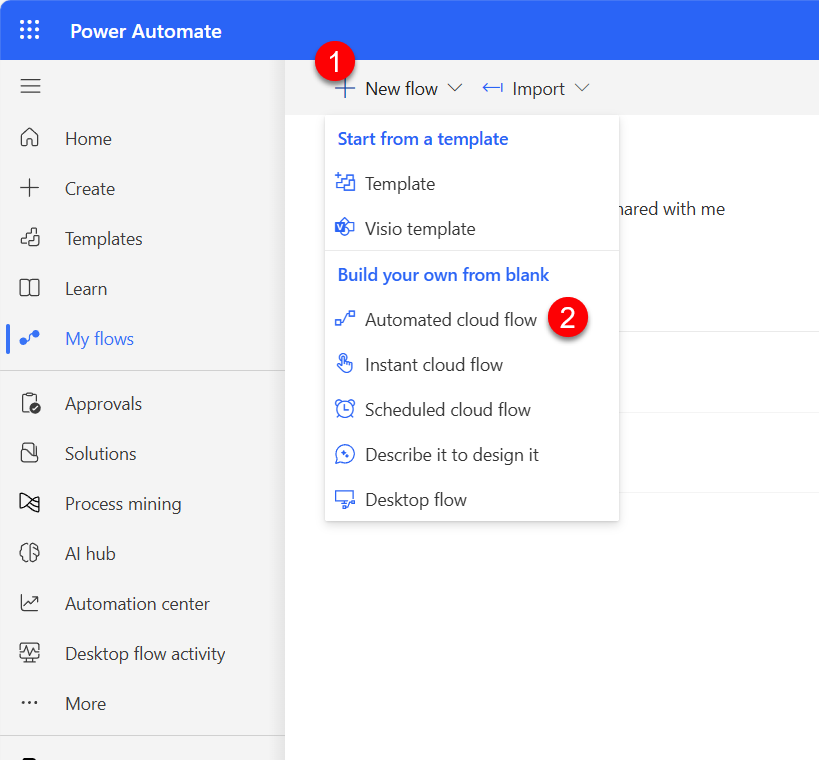 Power Automate
1
New flow
Import
Home
Create
Templates
Learn
My flows
Approvals
Solutions
Process mining
AI hub
Automation center
Desktop flow activity
More
Start from a template
Template
Visio template
Build your own from blank
Automated cloud flow
2
Instant cloud flow
Scheduled cloud flow
Describe it to design it
Desktop flow
with me